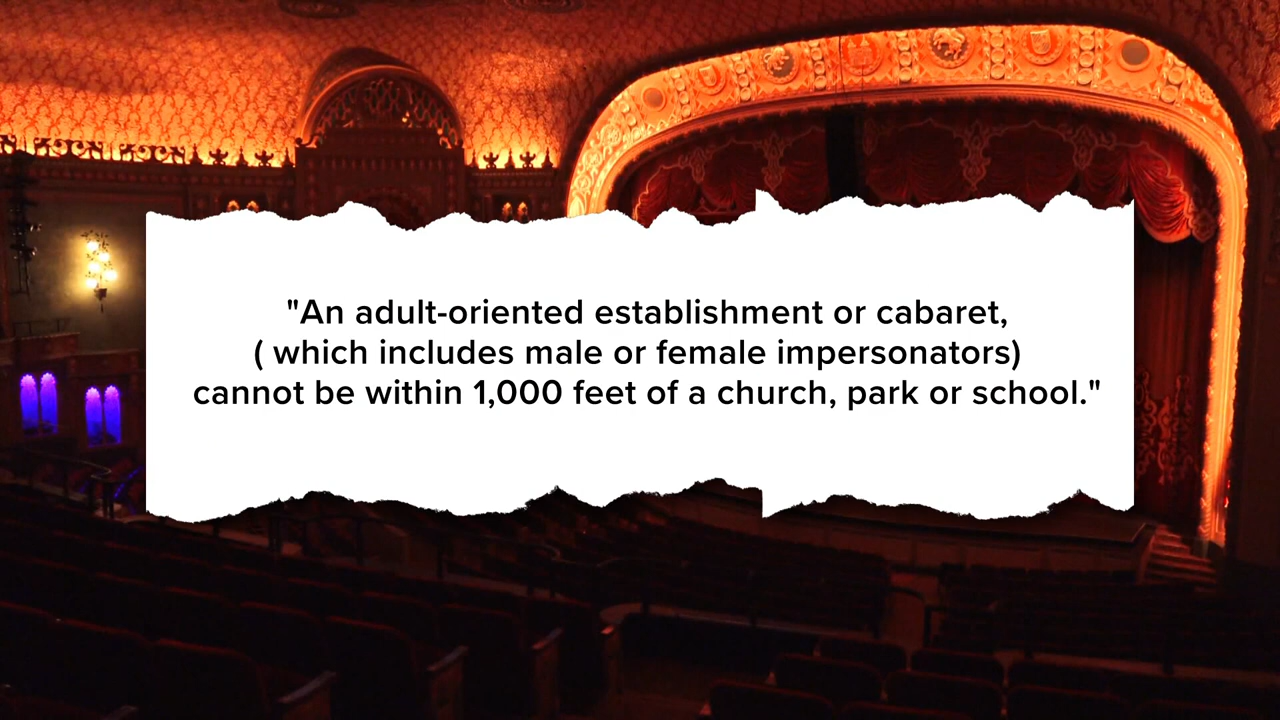 "An adult-oriented establishment or cabaret,
( which includes male or female impersonators)
cannot be within 1,000 feet of a church, park or school."